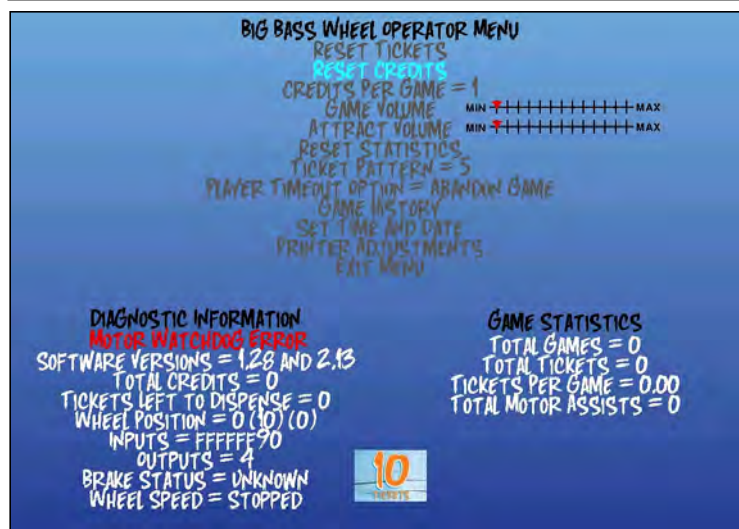 BIG BASS WHEEL OPERATOR MENU
RESET TICKETS
RESET CREDITS
CREDITS PER GAME = 1
GAME VOLUME MIN MAX
ATTRACT VOLUME MIN MAX
RESET STATISTICS
TICKET PATTERN = 5
PLAYER TIMEOUT OPTION = ABANDON GAME
GAME HISTORY
SET TIME AND DATE
PRINTER ADJUSTMENTS
EXIT MENU
DIAGNOSTIC INFORMATION
MOTOR WATCHDOG ERROR
SOFTWARE VERSIONS = 1.28 AND 2.13
TOTAL CREDITS = 0
TICKETS LEFT TO DISPENSE = 0
WHEEL POSITION = 0 (10) (0)
INPUTS = FFFFFF90
OUTPUTS = 4
BRAKE STATUS = UNKNOWN
WHEEL SPEED = STOPPED
GAME STATISTICS
TOTAL GAMES = 0
TOTAL TICKETS = 0
TICKETS PER GAME = 0.00
TOTAL MOTOR ASSISTS = 0
10
TICKETS